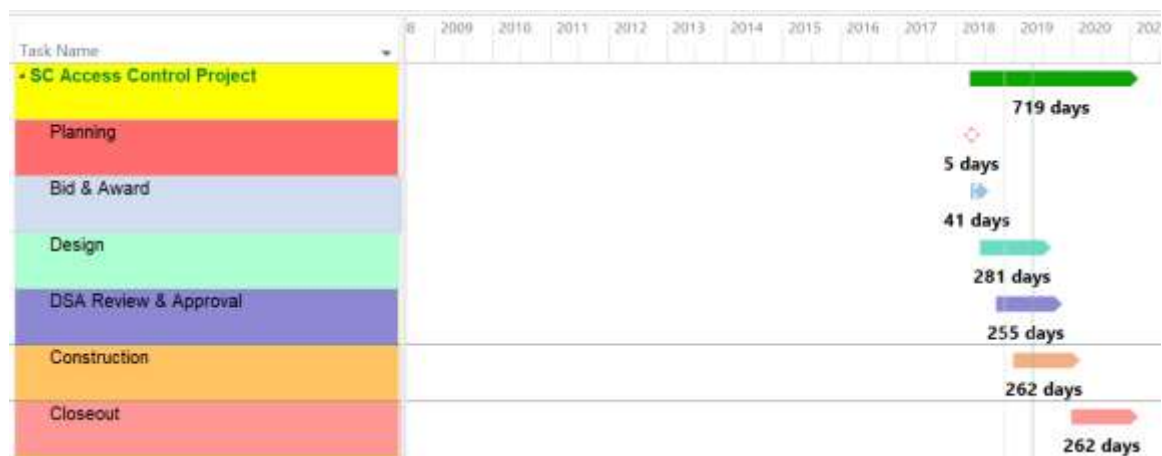 8 2009 2010 2011 2012 2013 2014 2015 2016 2017 2018 2019 2020 202
Task Name
SC Access Control Project
719 days
Planning
5 days
Bid & Award
41 days
Design
281 days
DSA Review & Approval
255 days
Construction
262 days
Closeout
262 days